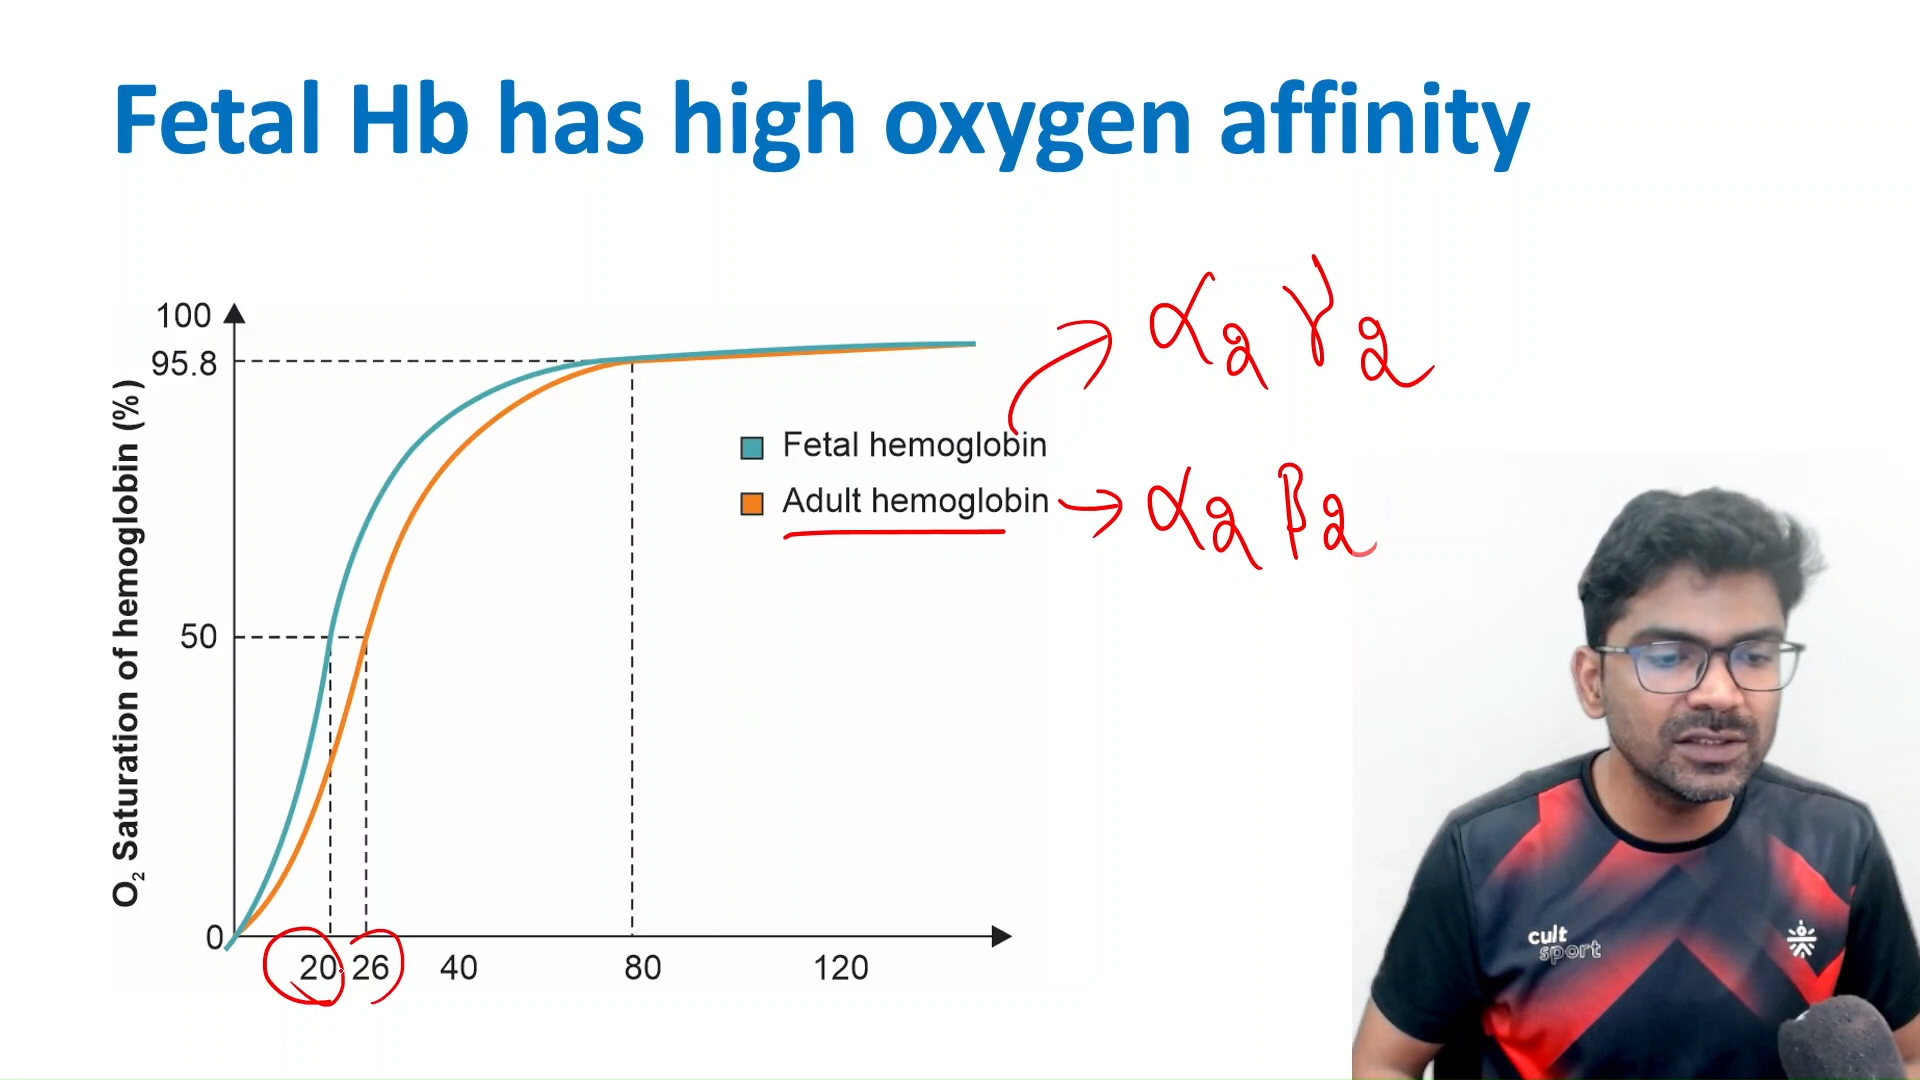 Fetal Hb has high oxygen affinity
100
95.8
50
0
O₂ Saturation of hemoglobin (%)
20 26 40 80 120
Fetal hemoglobin
α₂ γ₂
Adult hemoglobin
α₂ β₂
cult
sport